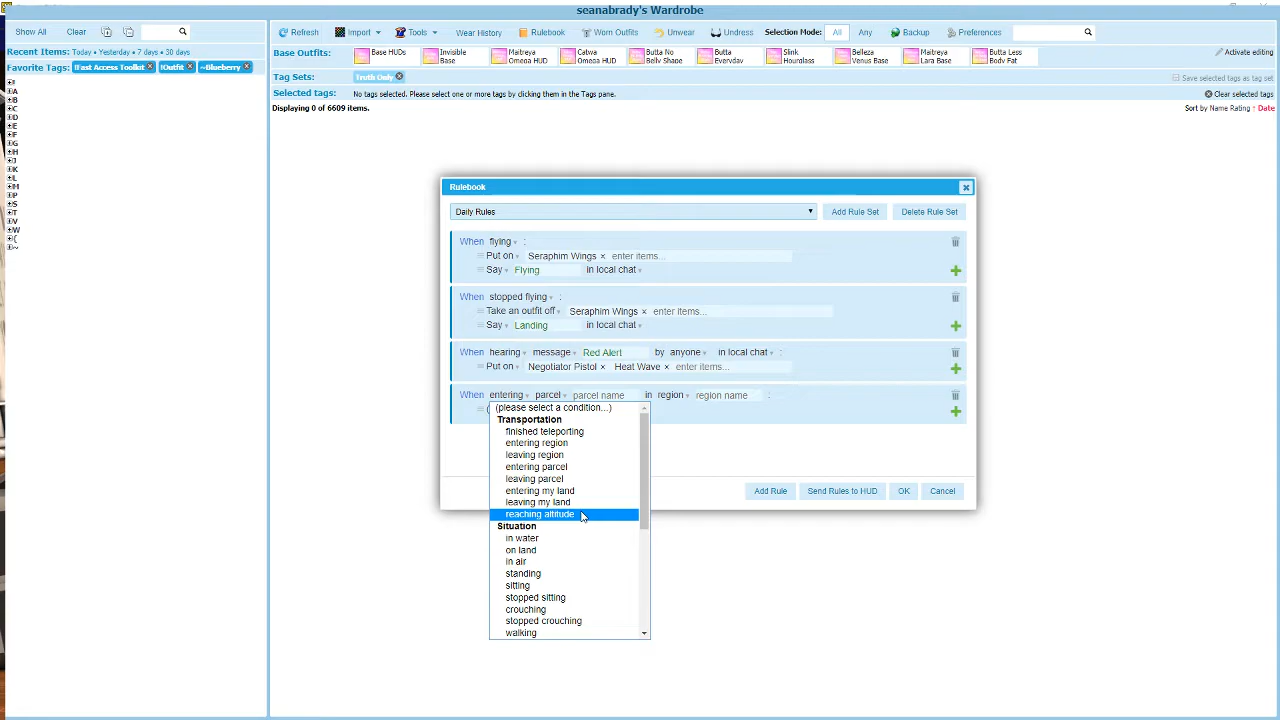 seanabrady's Wardrobe
Show All Clear
Refresh Import Tools Wear History Rulebook Worn Outfits Unwear Undress Selection Mode: All Any Backup Preferences
Recent Items: Today • Yesterday • 7 days • 30 days
Favorite Tags: !Fast Access Toolkit !Outfit ~Blueberry
A
B
C
D
E
F
G
H
J
K
L
M
P
S
T
V
W
[
~
Base Outfits: Activate editing
Base HUDs
Invisible Base
Maitreya Omega HUD
Catwa Omega HUD
Butta No Belv Shape
Butta Everyday
Slink Hourglass
Belleza Venus Base
Maitreya Lara Base
Butta Less Body Fat
Tag Sets: Truth Only Save selected tags as tag set
Selected tags: No tags selected. Please select one or more tags by clicking them in the Tags pane. Clear selected tags
Displaying 0 of 6609 items. Sort by Name Rating ↑ Date
Rulebook
Daily Rules Add Rule Set Delete Rule Set
When flying :
Put on Seraphim Wings × enter items...
Say Flying in local chat
When stopped flying :
Take an outfit off Seraphim Wings × enter items...
Say Landing in local chat
When hearing message Red Alert by anyone in local chat :
Put on Negotiator Pistol × Heat Wave × enter items...
When entering parcel parcel name in region region name :
(please select a condition...)
Transportation
finished teleporting
entering region
leaving region
entering parcel
leaving parcel
entering my land
leaving my land
reaching altitude
Situation
in water
on land
in air
standing
sitting
stopped sitting
crouching
stopped crouching
walking
Add Rule Send Rules to HUD OK Cancel